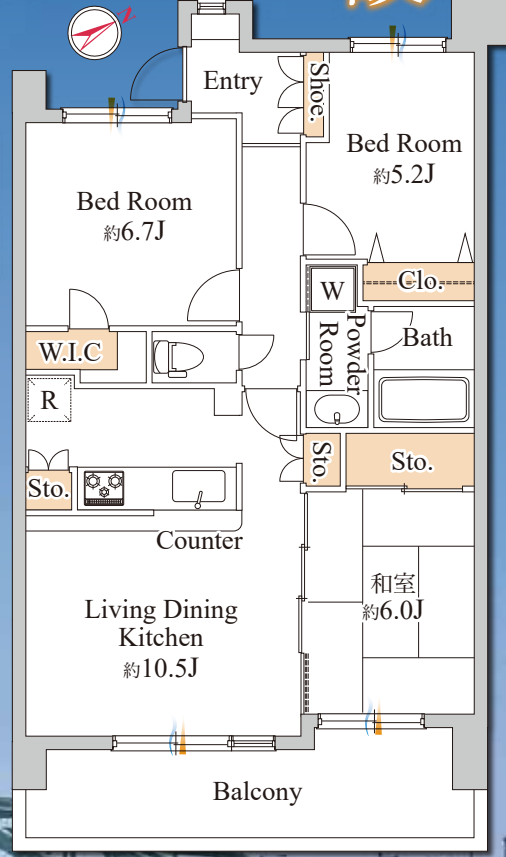 Entry
Shoe.
Bed Room
約5.2J
Bed Room
約6.7J
Clo.
W
Powder
Room
Bath
W.I.C
R
Sto.
Sto.
Sto.
Counter
和室
約6.0J
Living Dining
Kitchen
約10.5J
Balcony